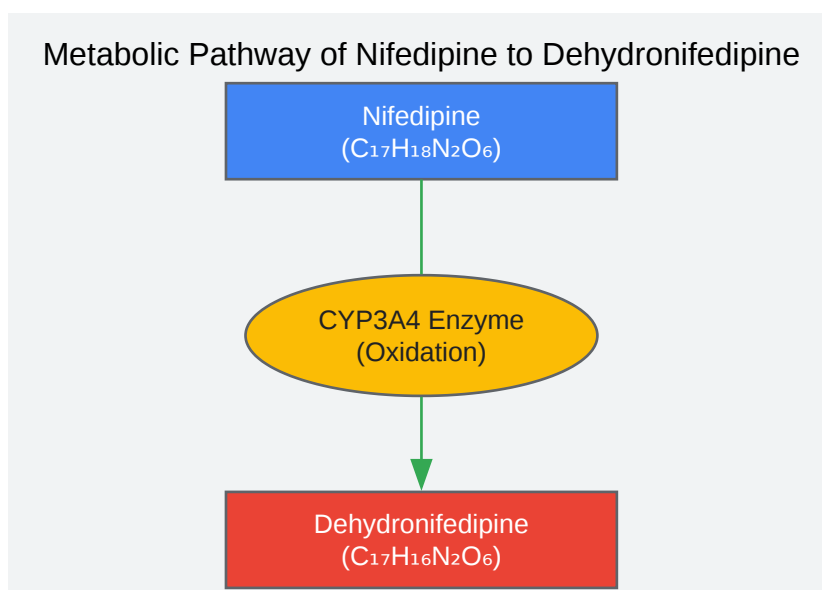 Metabolic Pathway of Nifedipine to Dehydronifedipine
Nifedipine
(C₁₇H₁₈N₂O₆)
CYP3A4 Enzyme
(Oxidation)
Dehydronifedipine
(C₁₇H₁₆N₂O₆)